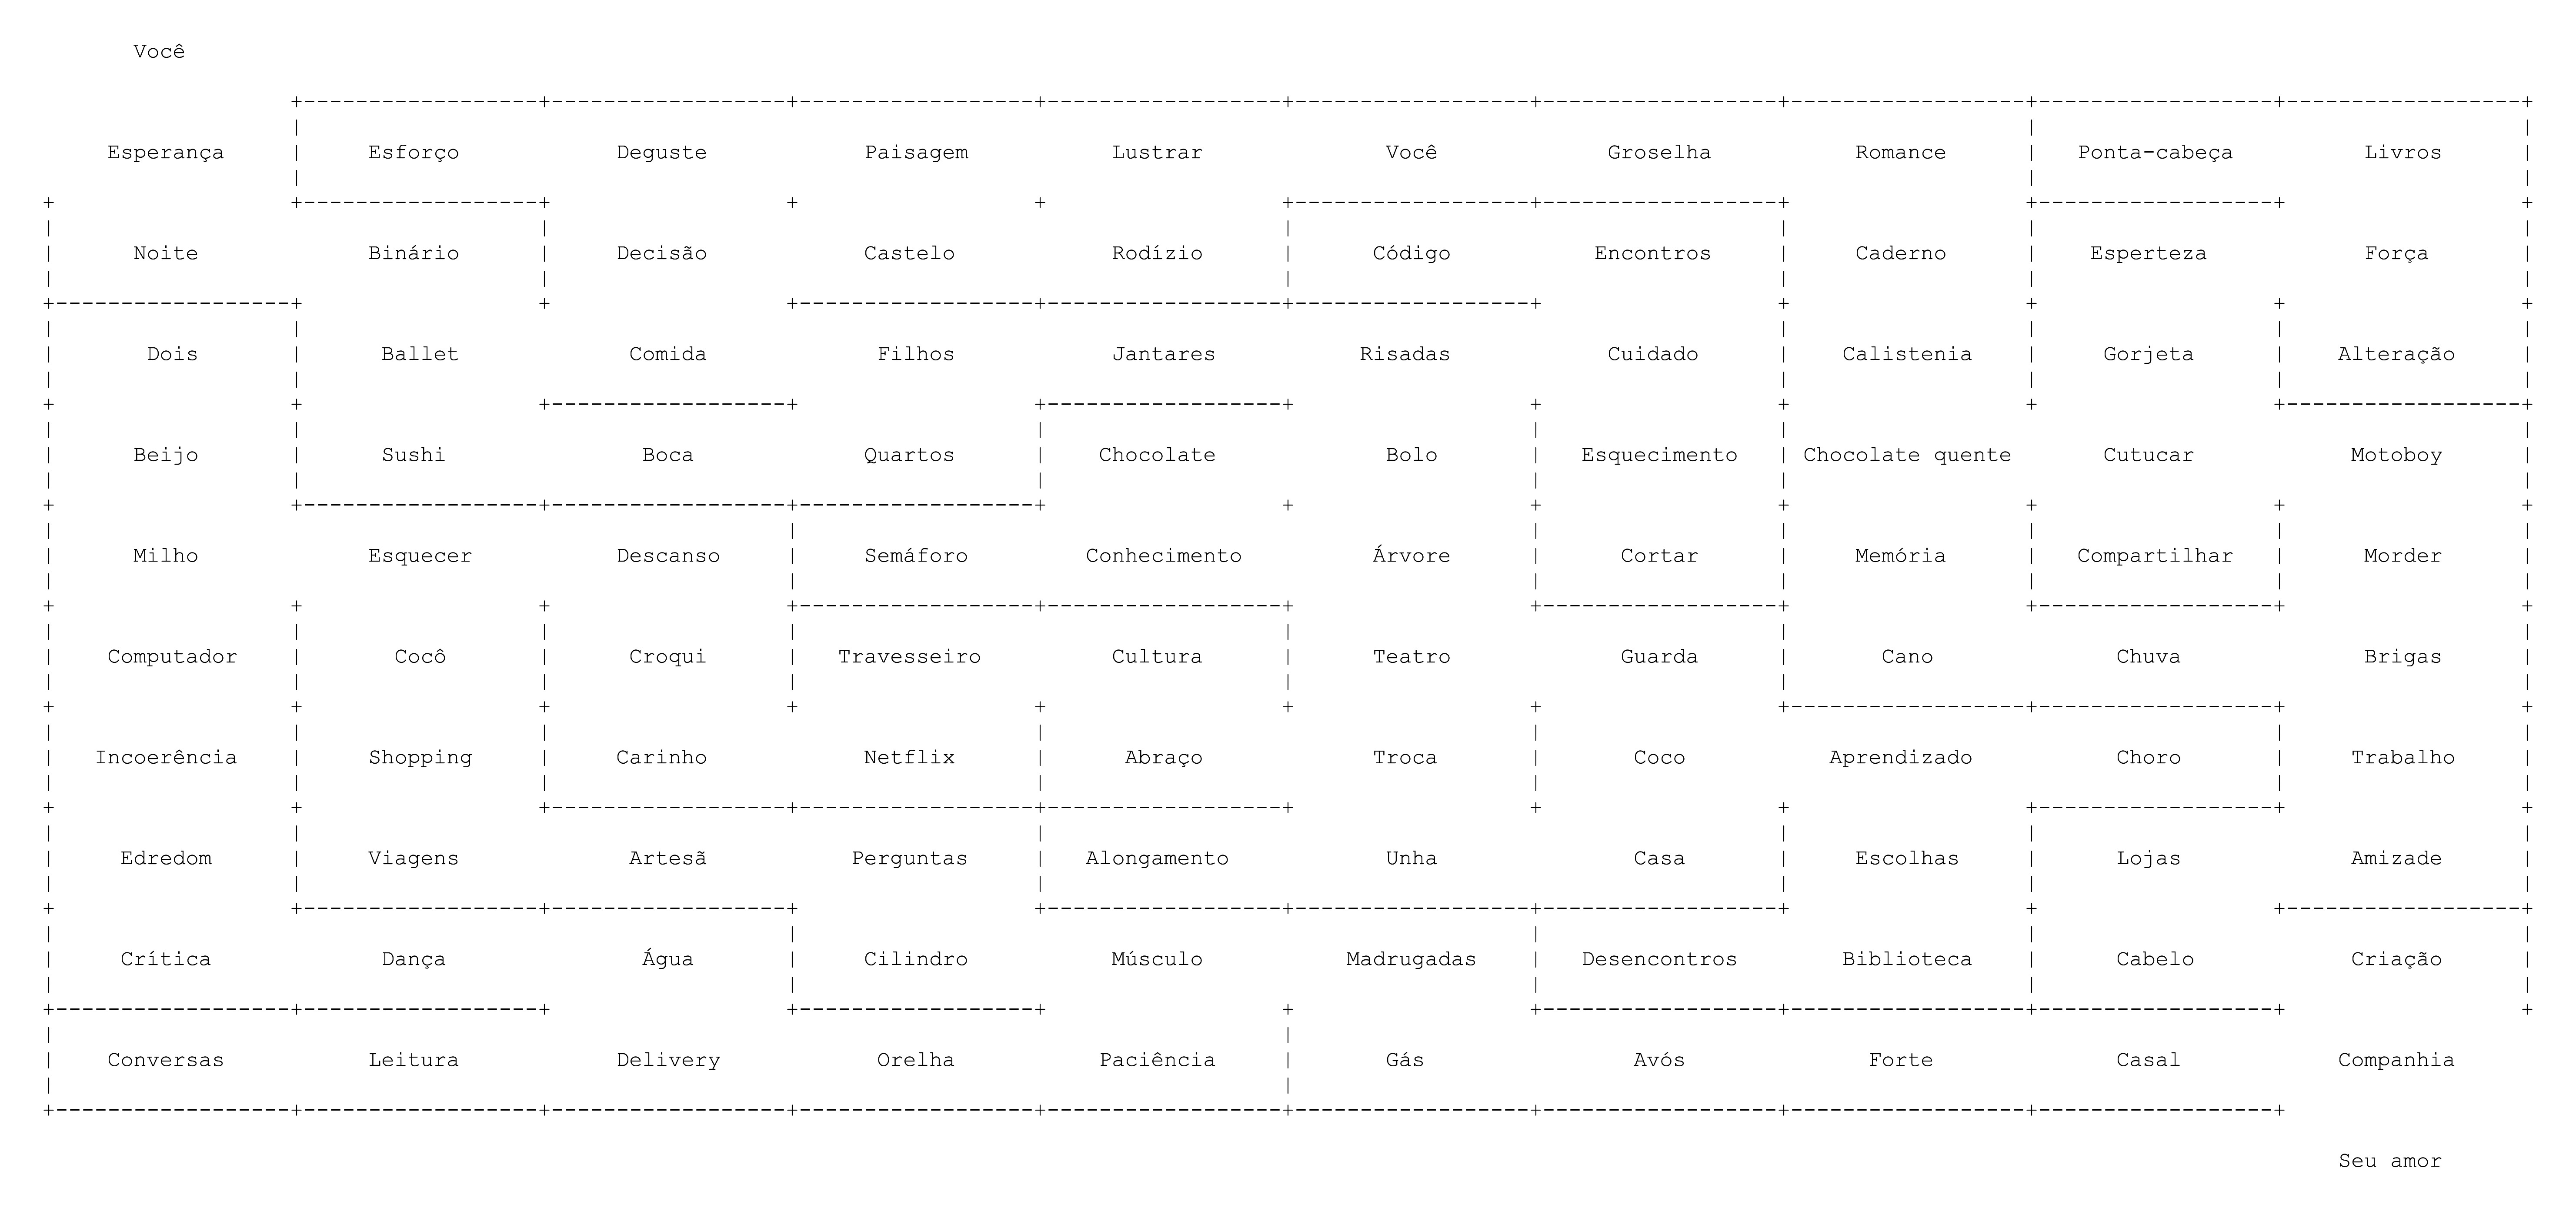 Você
Esperança Esforço Deguste Paisagem Lustrar Você Groselha Romance Ponta-cabeça Livros
Noite Binário Decisão Castelo Rodízio Código Encontros Caderno Esperteza Força
Dois Ballet Comida Filhos Jantares Risadas Cuidado Calistenia Gorjeta Alteração
Beijo Sushi Boca Quartos Chocolate Bolo Esquecimento Chocolate quente Cutucar Motoboy
Milho Esquecer Descanso Semáforo Conhecimento Árvore Cortar Memória Compartilhar Morder
Computador Cocô Croqui Travesseiro Cultura Teatro Guarda Cano Chuva Brigas
Incoerência Shopping Carinho Netflix Abraço Troca Coco Aprendizado Choro Trabalho
Edredom Viagens Artesã Perguntas Alongamento Unha Casa Escolhas Lojas Amizade
Crítica Dança Água Cilindro Músculo Madrugadas Desencontros Biblioteca Cabelo Criação
Conversas Leitura Delivery Orelha Paciência Gás Avós Forte Casal Companhia
Seu amor